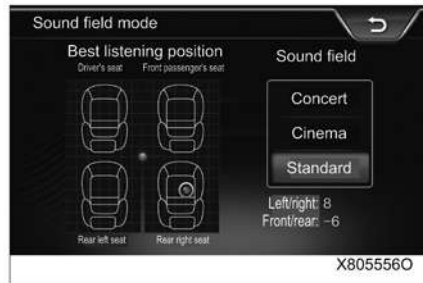 Sound field mode
Best listening position
Driver's seat Front passenger's seat
Sound field
Concert
Cinema
Standard
Left/right: 8
Front/rear: −6
Rear left seat Rear right seat
X805556O